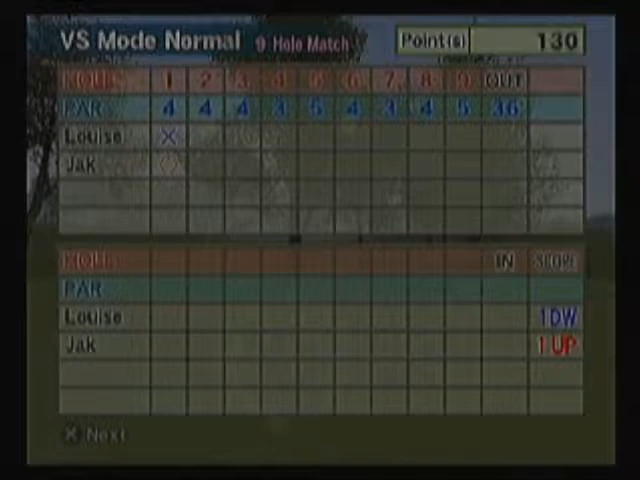 VS Mode Normal 9 Hole Match Point(s) 130
HOLE 1 2 3 4 5 6 7 8 9 OUT
PAR 4 4 4 3 5 4 3 4 5 36
Louise X
Jak O
HOLE IN SCORE
PAR
Louise 1DW
Jak 1UP
X Next